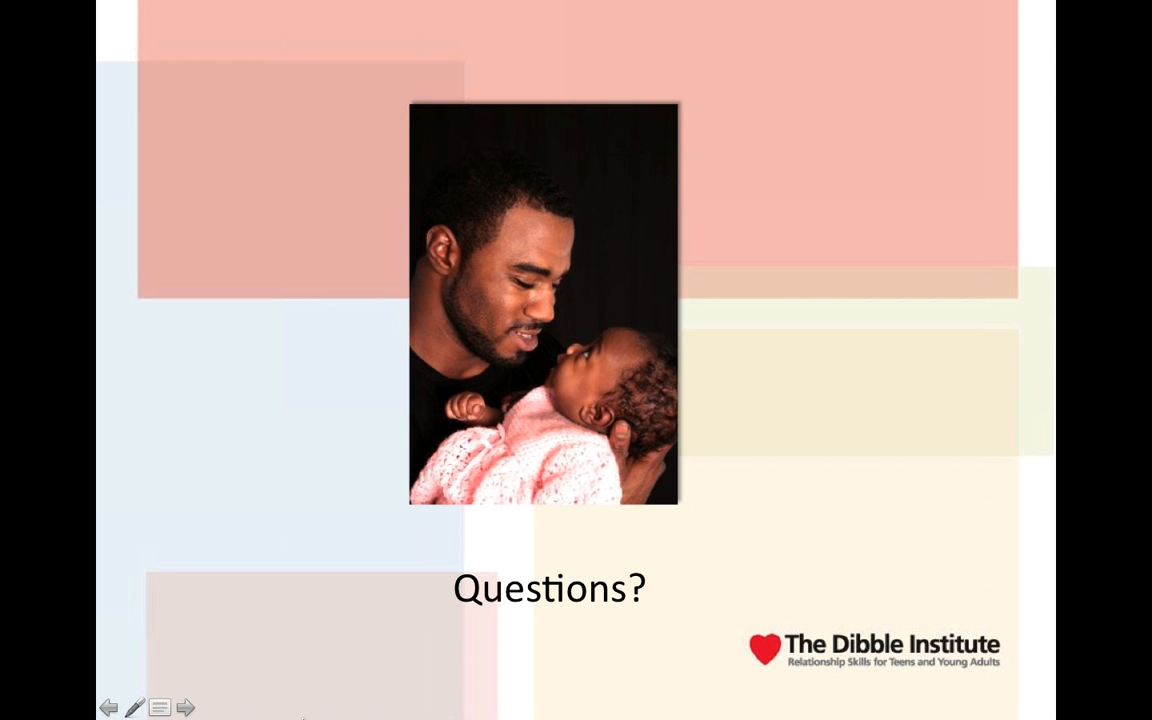 Questions?
The Dibble Institute
Relationship Skills for Teens and Young Adults